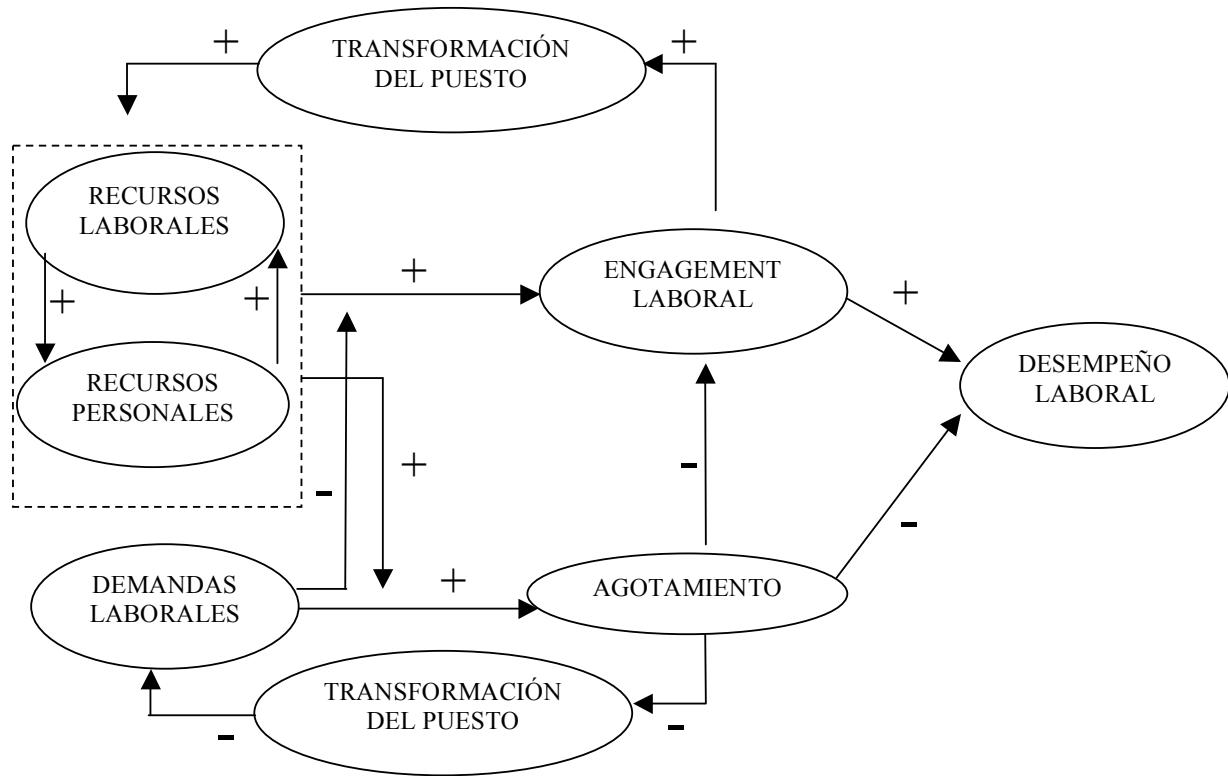 +
TRANSFORMACIÓN
DEL PUESTO
+
RECURSOS
LABORALES
+
+
RECURSOS
PERSONALES
+
ENGAGEMENT
LABORAL
+
DESEMPEÑO
LABORAL
+
-
-
-
DEMANDAS
LABORALES
+
AGOTAMIENTO
TRANSFORMACIÓN
DEL PUESTO
-
-